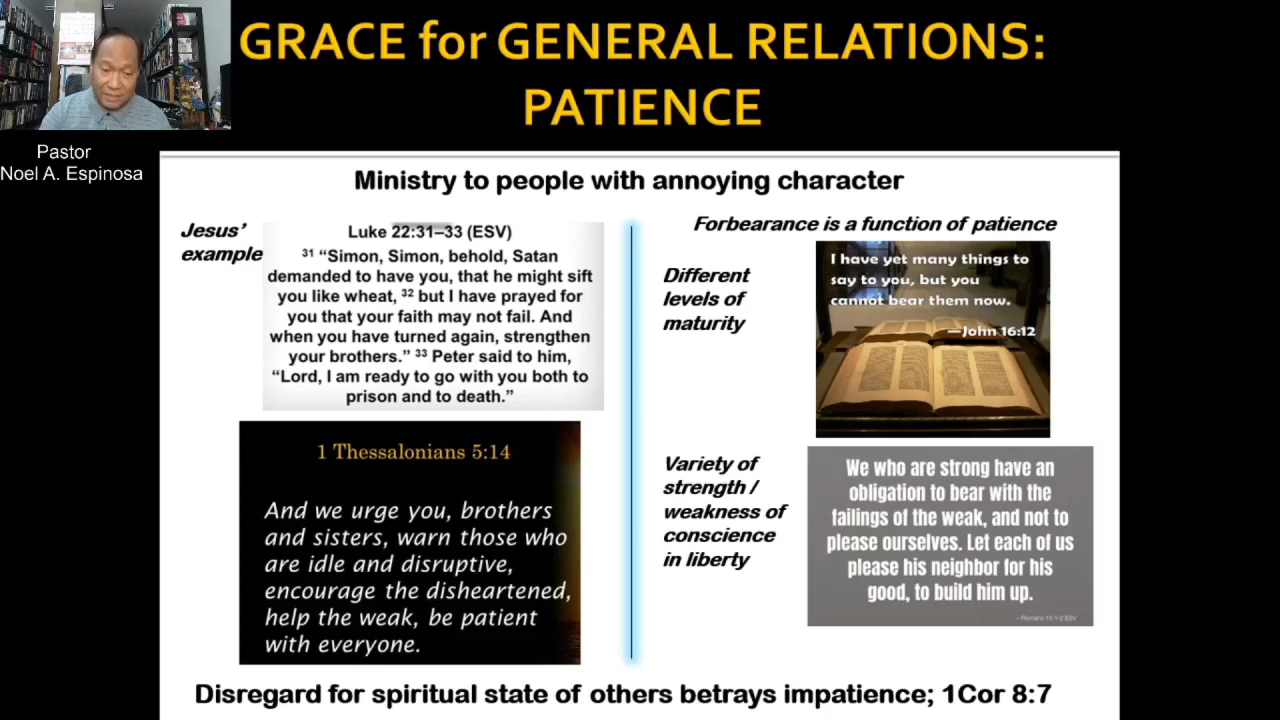 GRACE for GENERAL RELATIONS:
PATIENCE
Pastor
Noel A. Espinosa
Ministry to people with annoying character
Jesus'
example
Luke 22:31–33 (ESV)
31 “Simon, Simon, behold, Satan
demanded to have you, that he might sift
you like wheat, 32 but I have prayed for
you that your faith may not fail. And
when you have turned again, strengthen
your brothers.” 33 Peter said to him,
“Lord, I am ready to go with you both to
prison and to death.”
1 Thessalonians 5:14
And we urge you, brothers
and sisters, warn those who
are idle and disruptive,
encourage the disheartened,
help the weak, be patient
with everyone.
Forbearance is a function of patience
Different
levels of
maturity
I have yet many things to
say to you, but you
cannot bear them now.
—John 16:12
Variety of
strength /
weakness of
conscience
in liberty
We who are strong have an
obligation to bear with the
failings of the weak, and not to
please ourselves. Let each of us
please his neighbor for his
good, to build him up.
– Romans 15:1-2 ESV
Disregard for spiritual state of others betrays impatience; 1Cor 8:7